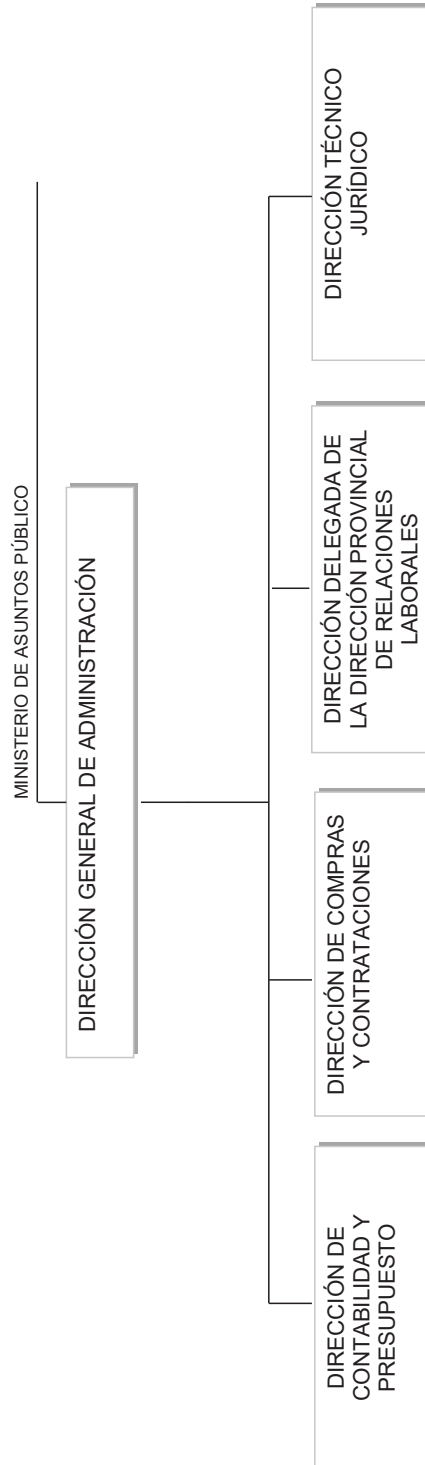 MINISTERIO DE ASUNTOS PÚBLICO
DIRECCIÓN GENERAL DE ADMINISTRACIÓN
DIRECCIÓN DE
CONTABILIDAD Y
PRESUPUESTO
DIRECCIÓN DE COMPRAS
Y CONTRATACIONES
DIRECCIÓN DELEGADA DE
LA DIRECCIÓN PROVINCIAL
DE RELACIONES
LABORALES
DIRECCIÓN TÉCNICO
JURÍDICO